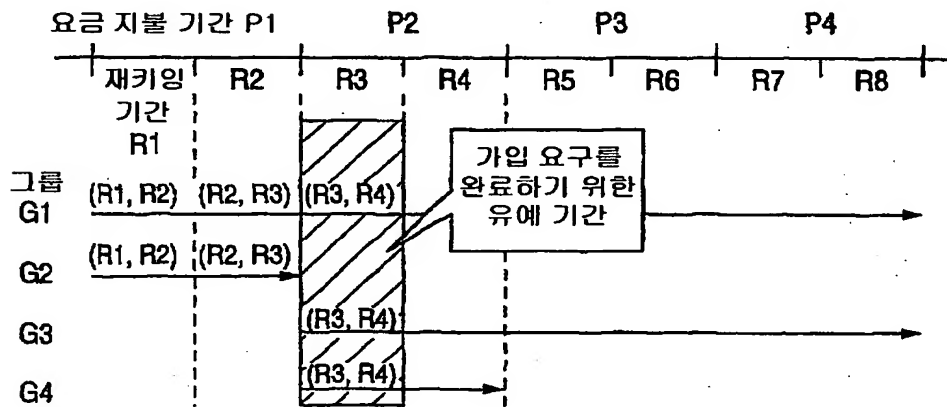 요금 지불 기간 P1 P2 P3 P4
재키잉 기간 R1 R2 R3 R4 R5 R6 R7 R8
가입 요구를
완료하기 위한
유예 기간
그룹
G1 (R1, R2) (R2, R3) (R3, R4)
G2 (R1, R2) (R2, R3)
G3 (R3, R4)
G4 (R3, R4)